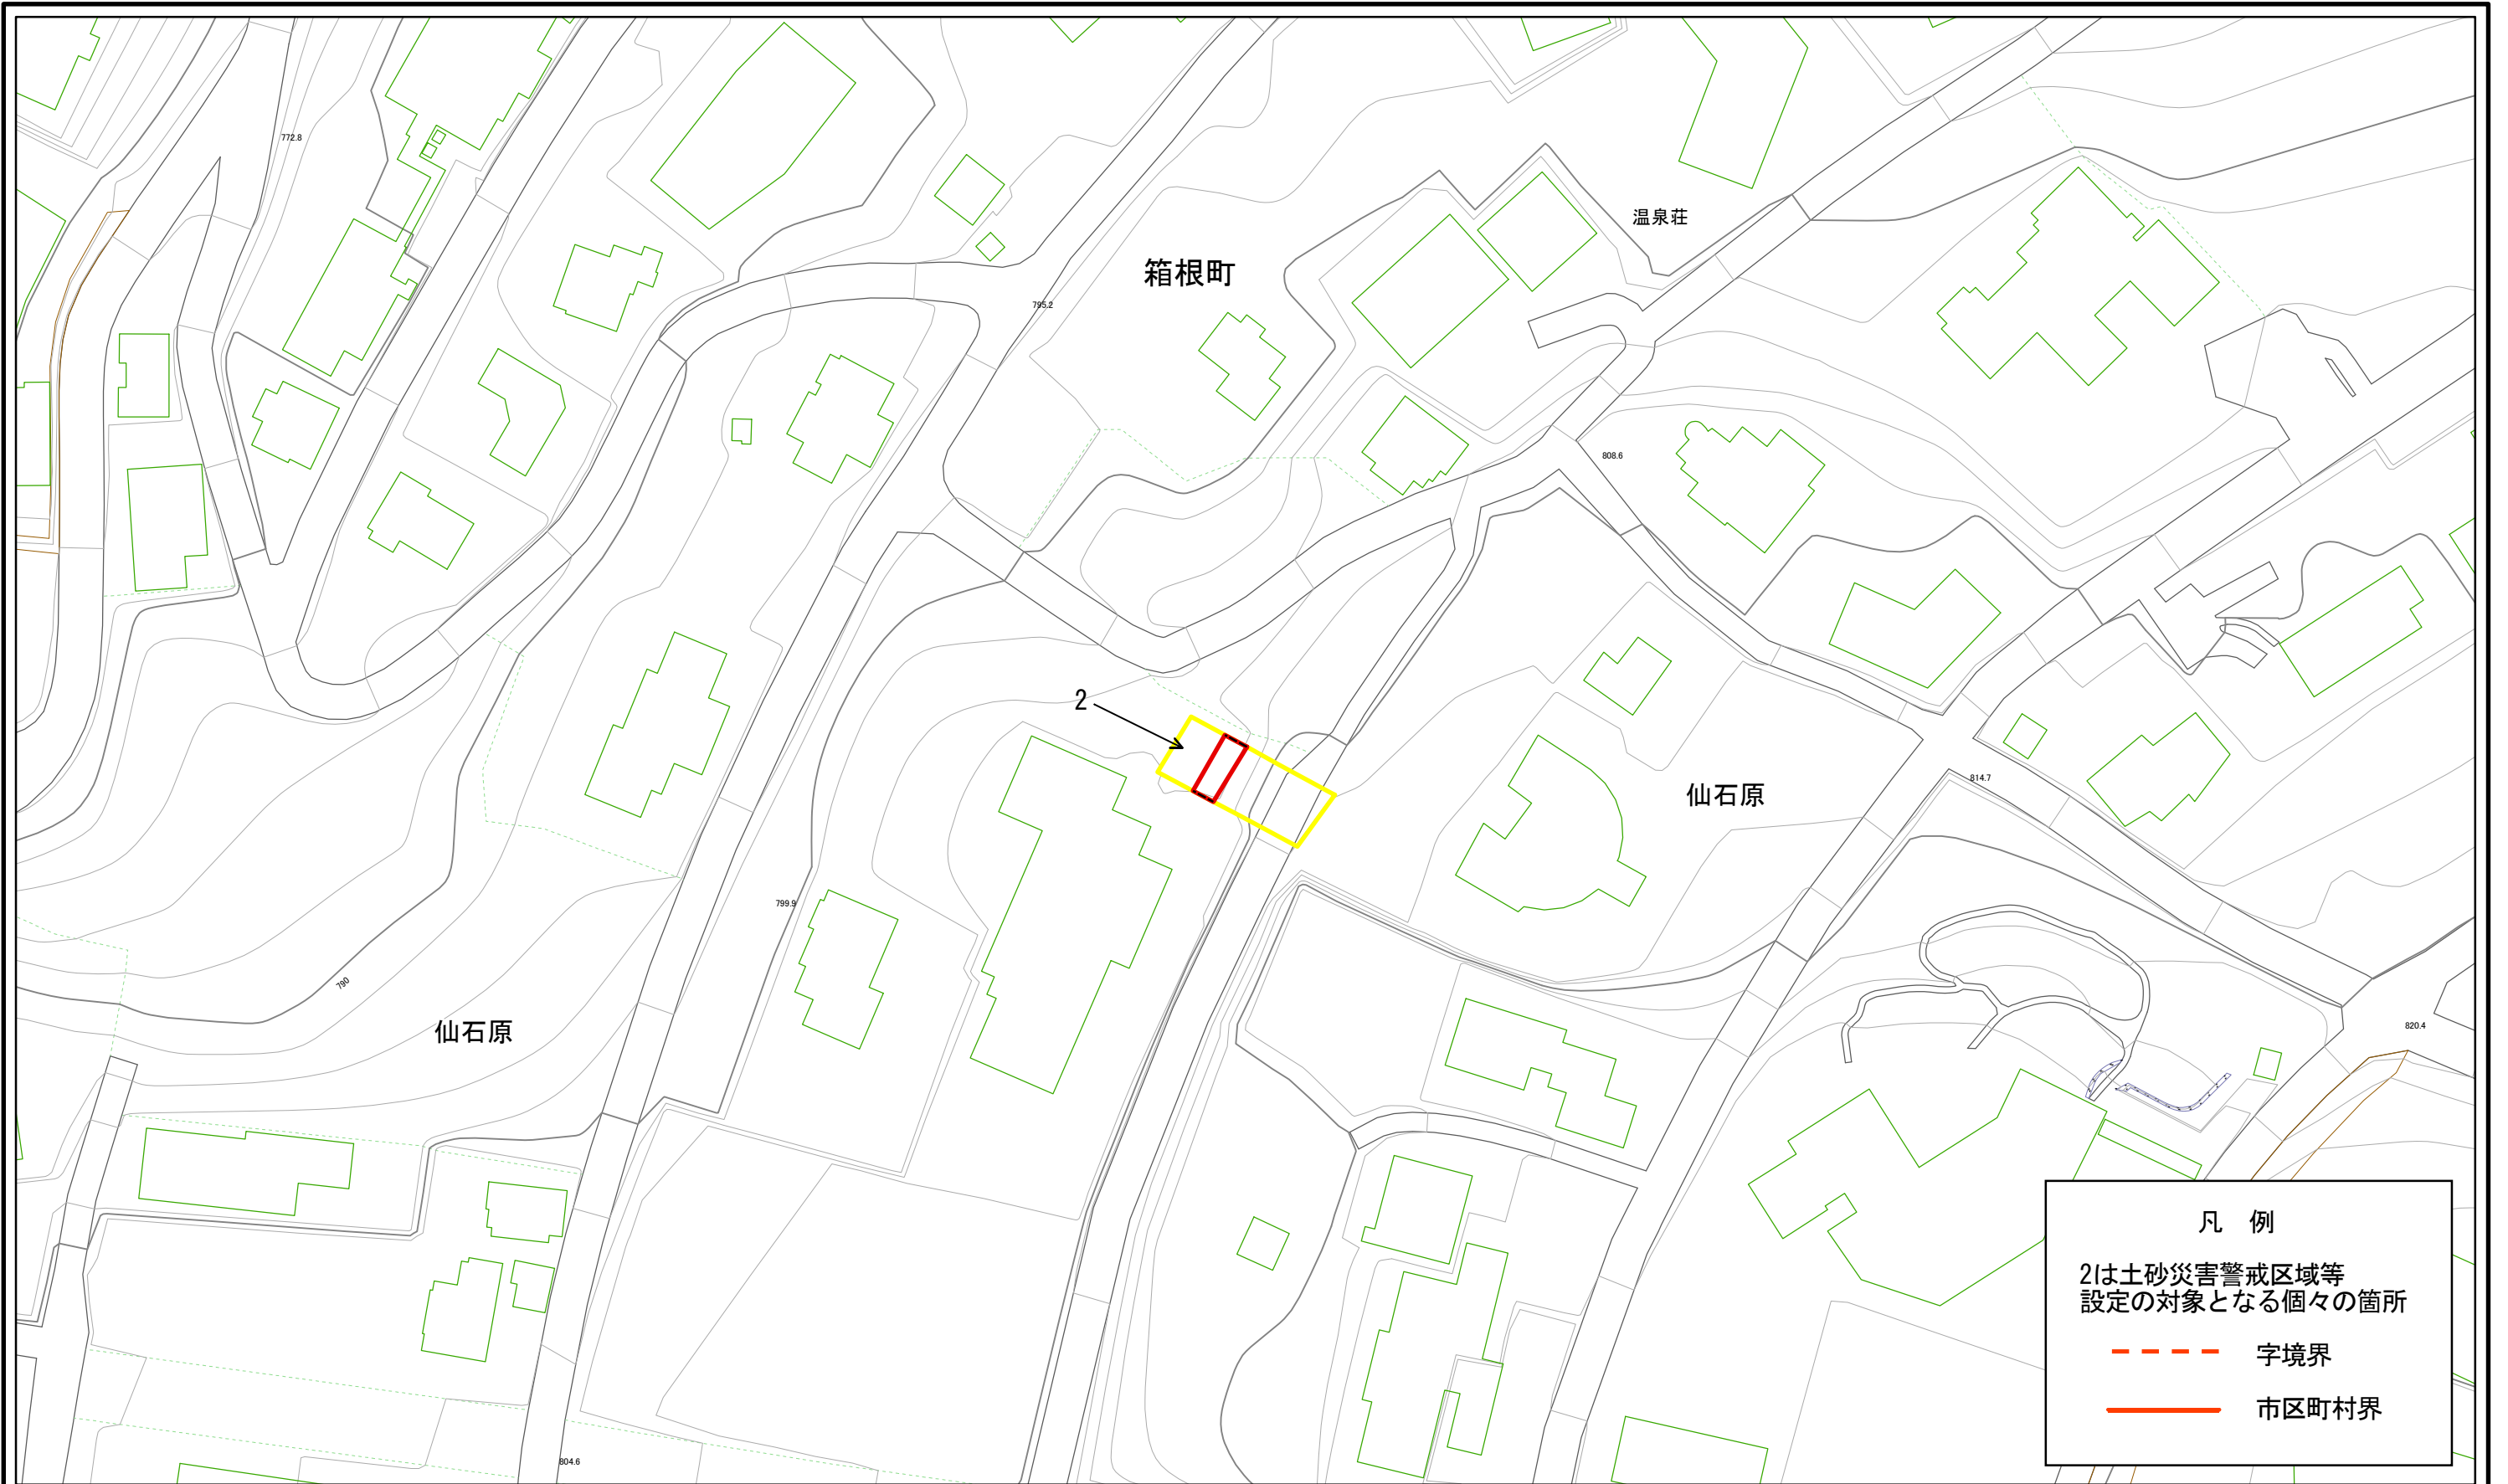 772.8
温泉荘
箱根町
795.2
808.6
2
814.7
仙石原
799.9
790
仙石原
820.4
804.6
凡 例
2は土砂災害警戒区域等
設定の対象となる個々の箇所
字境界
市区町村界